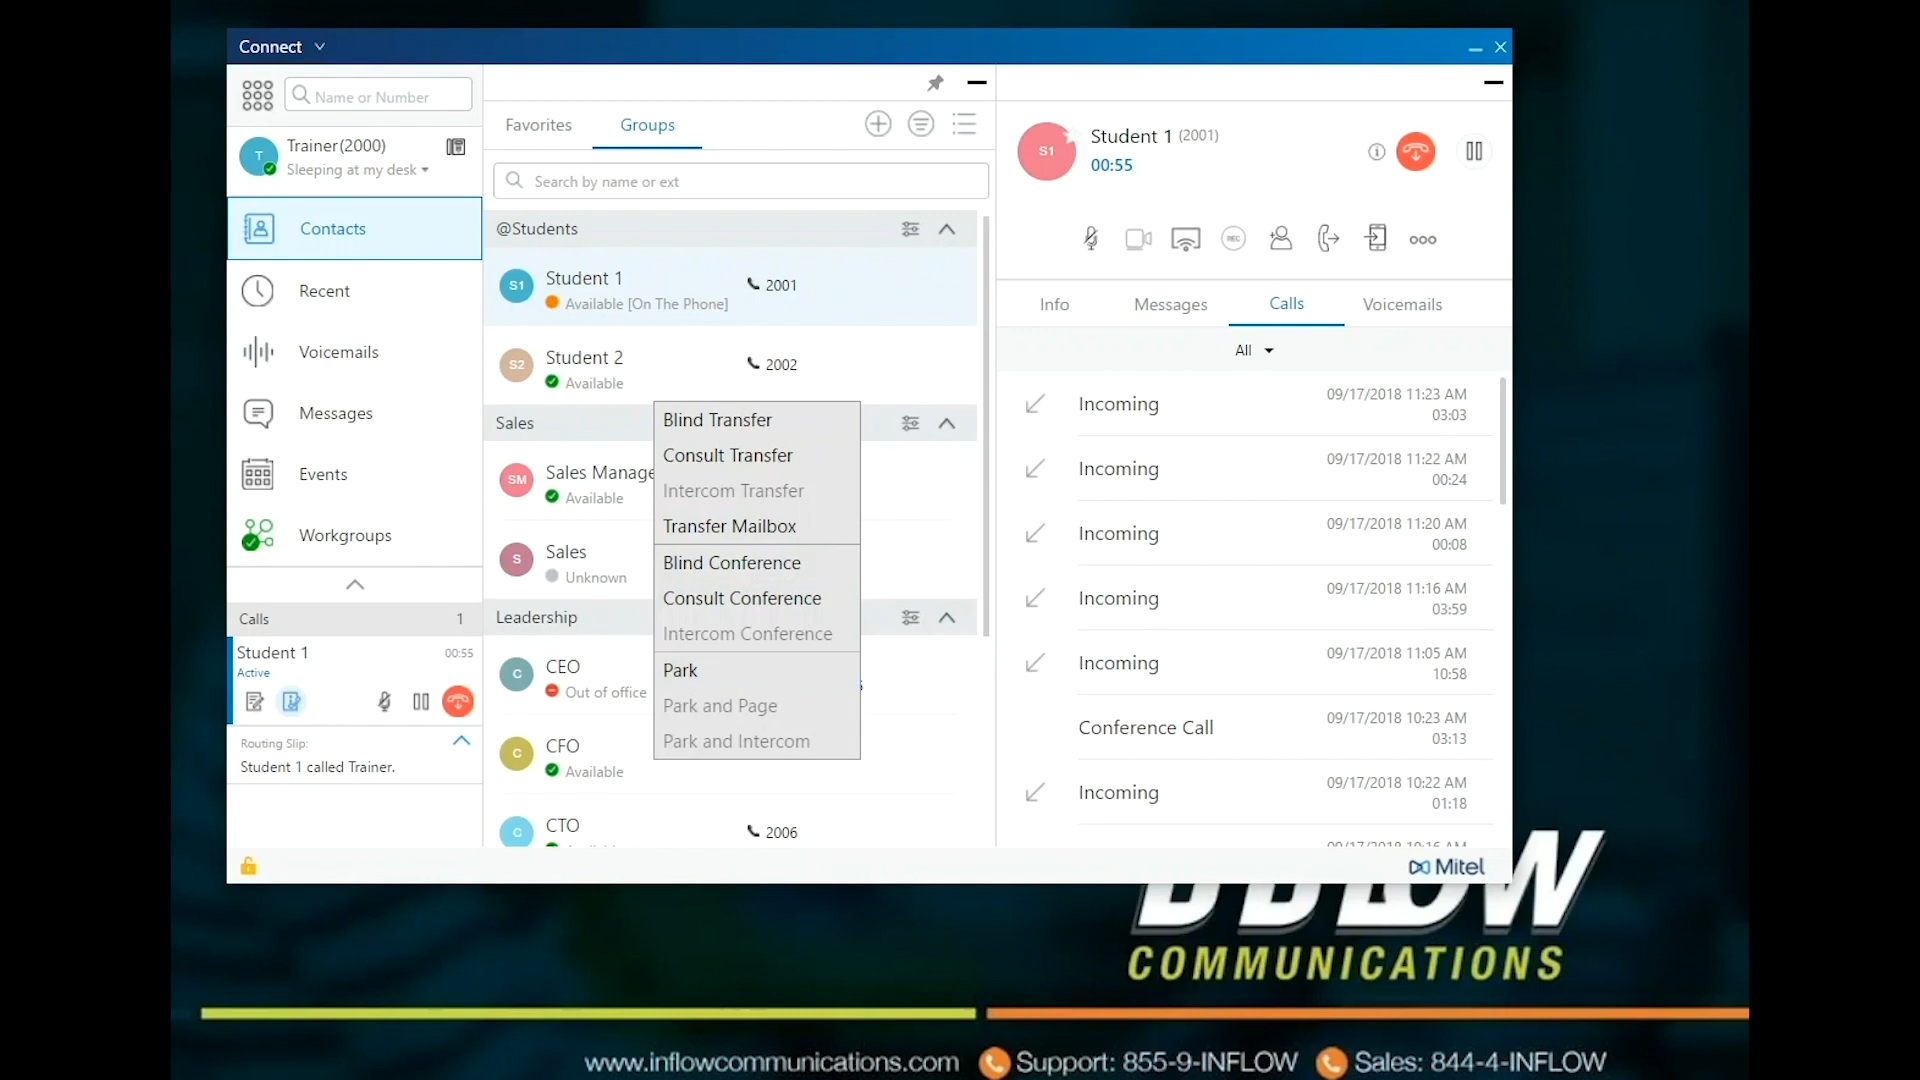 Connect
Name or Number
T
Trainer(2000)
Sleeping at my desk
Contacts
Recent
Voicemails
Messages
Events
Workgroups
Calls 1
Student 1 00:55
Active
Routing Slip:
Student 1 called Trainer.
Favorites Groups
Search by name or ext
@Students
S1 Student 1 2001
Available [On The Phone]
S2 Student 2 2002
Available
Sales
SM Sales Manage
Available
S Sales
Unknown
Leadership
C CEO
Out of office
C CFO
Available
C CTO 2006
Blind Transfer
Consult Transfer
Intercom Transfer
Transfer Mailbox
Blind Conference
Consult Conference
Intercom Conference
Park
Park and Page
Park and Intercom
S1 Student 1 (2001)
00:55
REC
Info Messages Calls Voicemails
All
Incoming 09/17/2018 11:23 AM
03:03
Incoming 09/17/2018 11:22 AM
00:24
Incoming 09/17/2018 11:20 AM
00:08
Incoming 09/17/2018 11:16 AM
03:59
Incoming 09/17/2018 11:05 AM
10:58
Conference Call 09/17/2018 10:23 AM
03:13
Incoming 09/17/2018 10:22 AM
01:18
09/17/2018 10:16 AM
Mitel
COMMUNICATIONS
www.inflowcommunications.com Support: 855-9-INFLOW Sales: 844-4-INFLOW